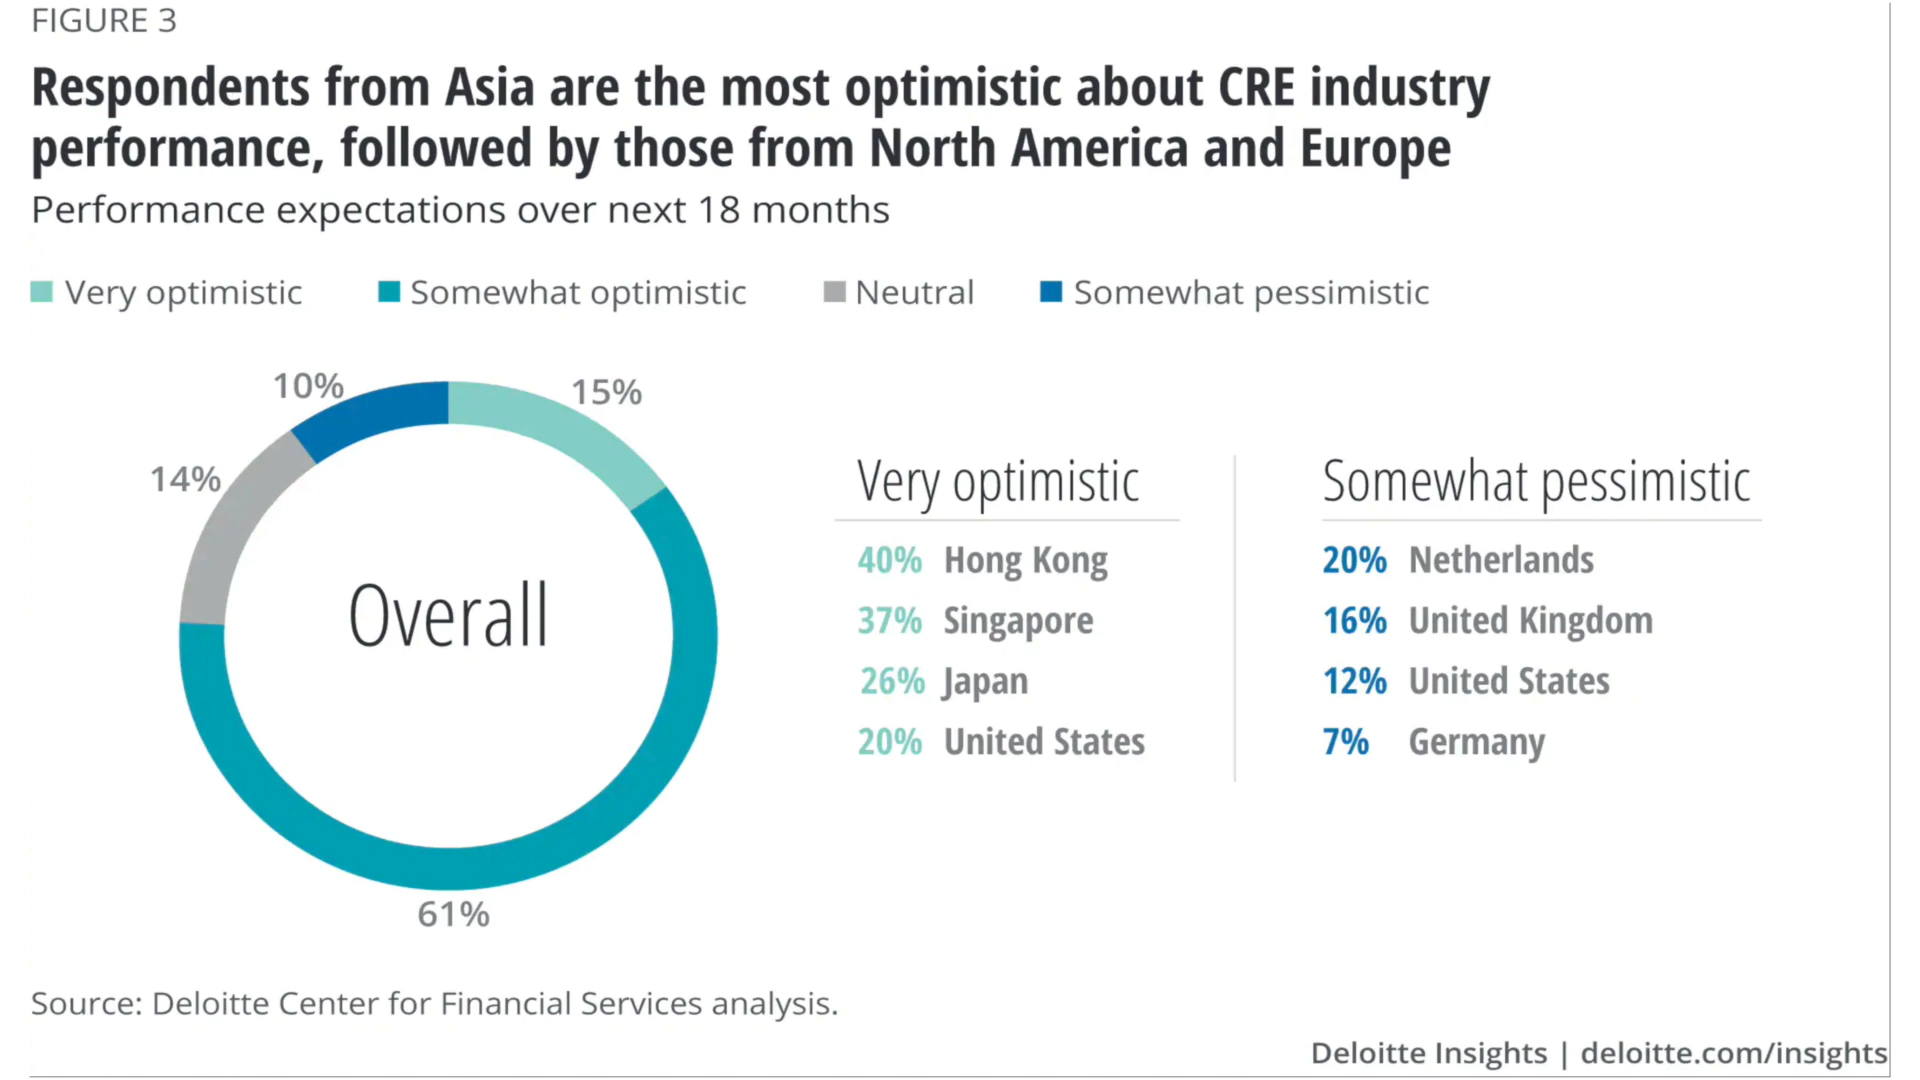 FIGURE 3
Respondents from Asia are the most optimistic about CRE industry
performance, followed by those from North America and Europe
Performance expectations over next 18 months
Very optimistic
Somewhat optimistic
Neutral
Somewhat pessimistic
10%
15%
14%
Overall
61%
Very optimistic
40% Hong Kong
37% Singapore
26% Japan
20% United States
Somewhat pessimistic
20% Netherlands
16% United Kingdom
12% United States
7% Germany
Source: Deloitte Center for Financial Services analysis.
Deloitte Insights | deloitte.com/insights